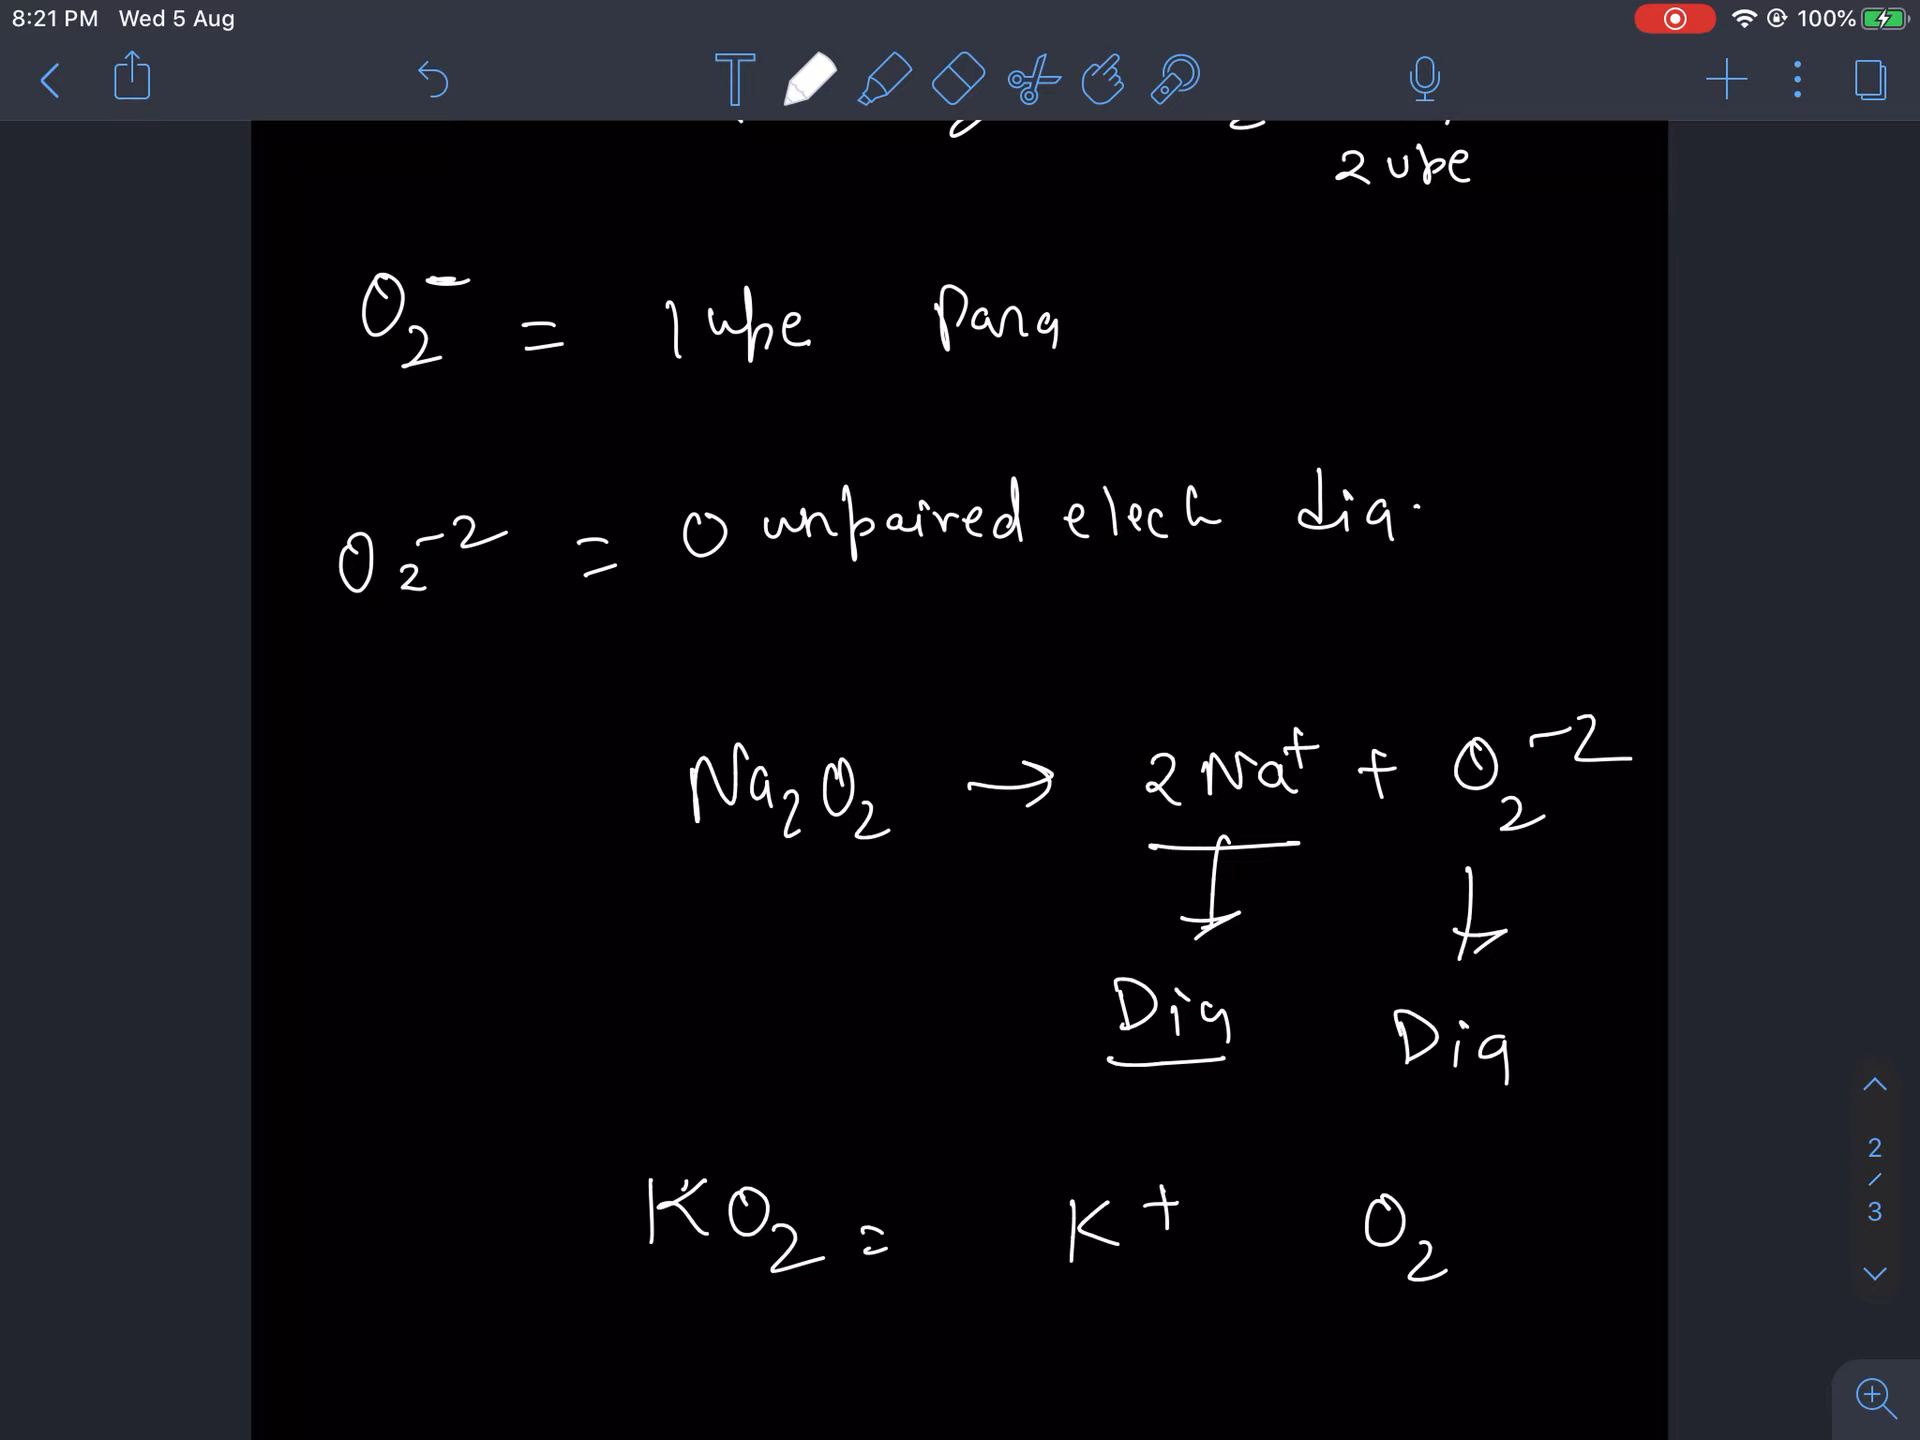 8:21 PM Wed 5 Aug
100%
T
2 upe
O₂⁻ = 1 upe Para
O₂⁻² = 0 unpaired elech dia.
Na₂O₂ → 2Na⁺ + O₂⁻²
Dia Dia
KO₂ = K⁺ O₂
2
/
3